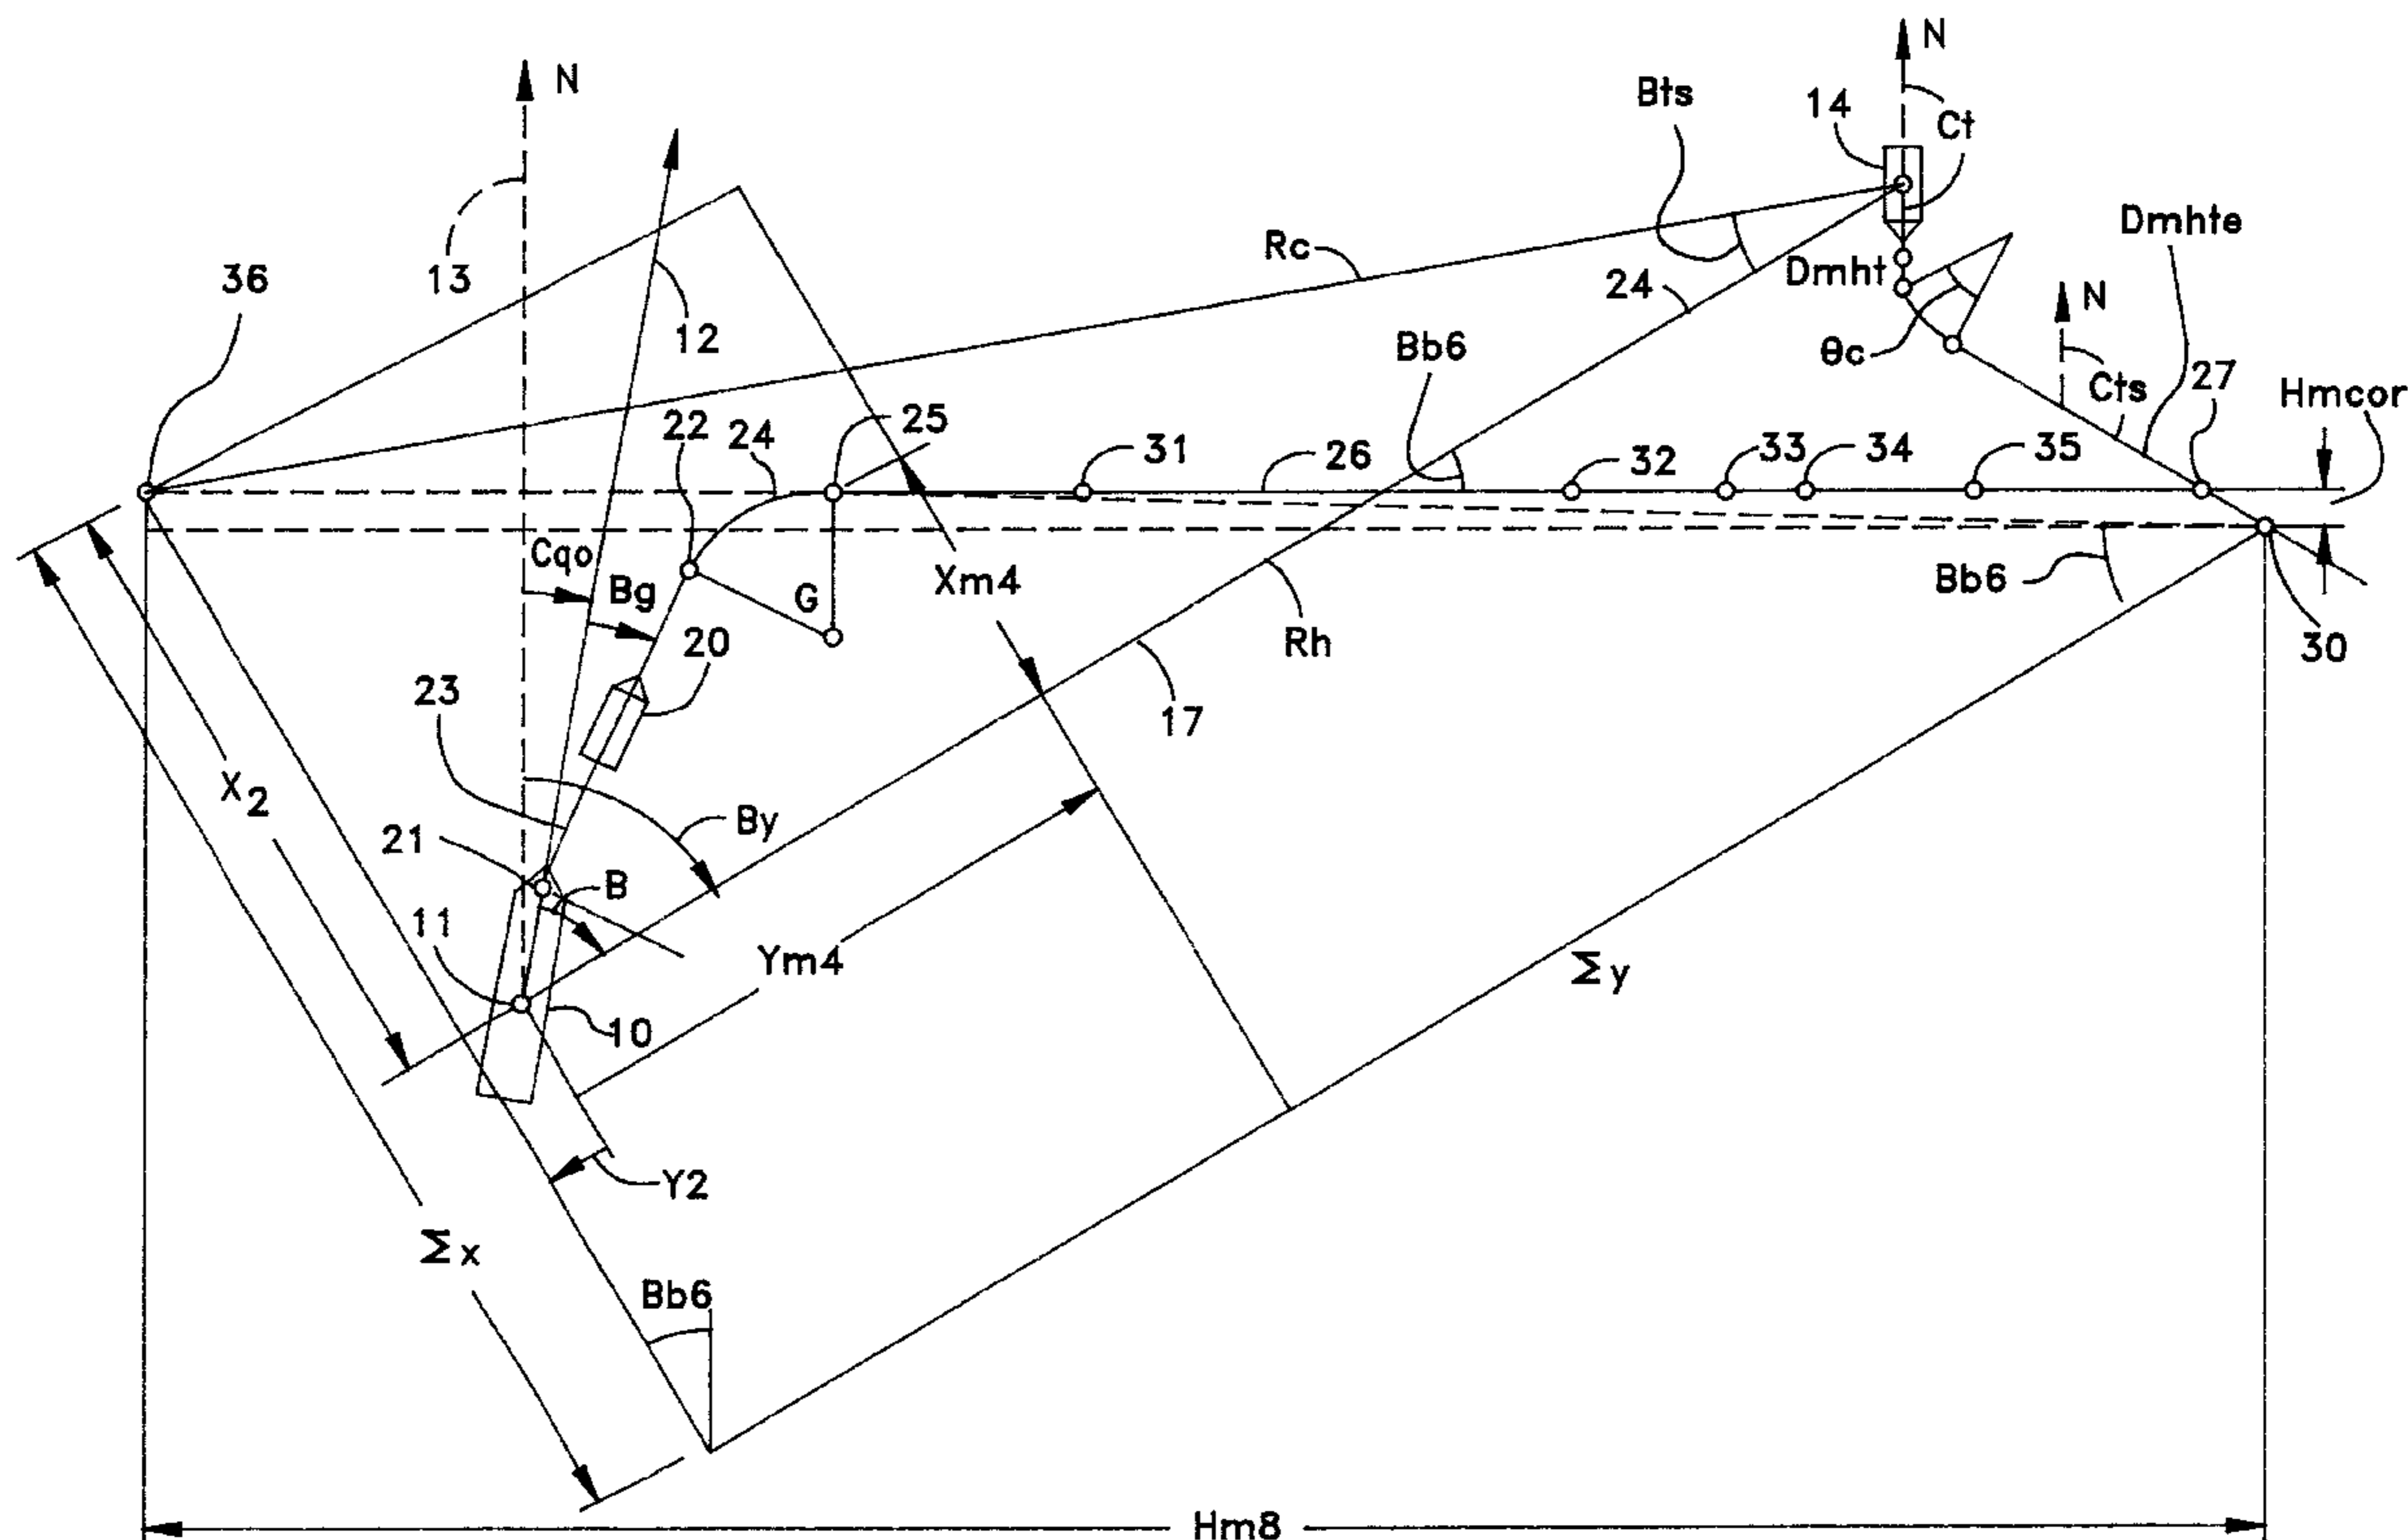 N
N
Bts
14
Ct
13
36
12
Rc
24
Dmht
Dmhte
N
θc
Bb6
Cts
27
Hmcor
22
24
25
31
26
32
33
34
35
Cqo
Bg
G
Xm4
Bb6
30
20
Rh
23
17
X2
21
By
B
11
Ym4
10
Σy
Y2
Σx
Bb6
Hm8